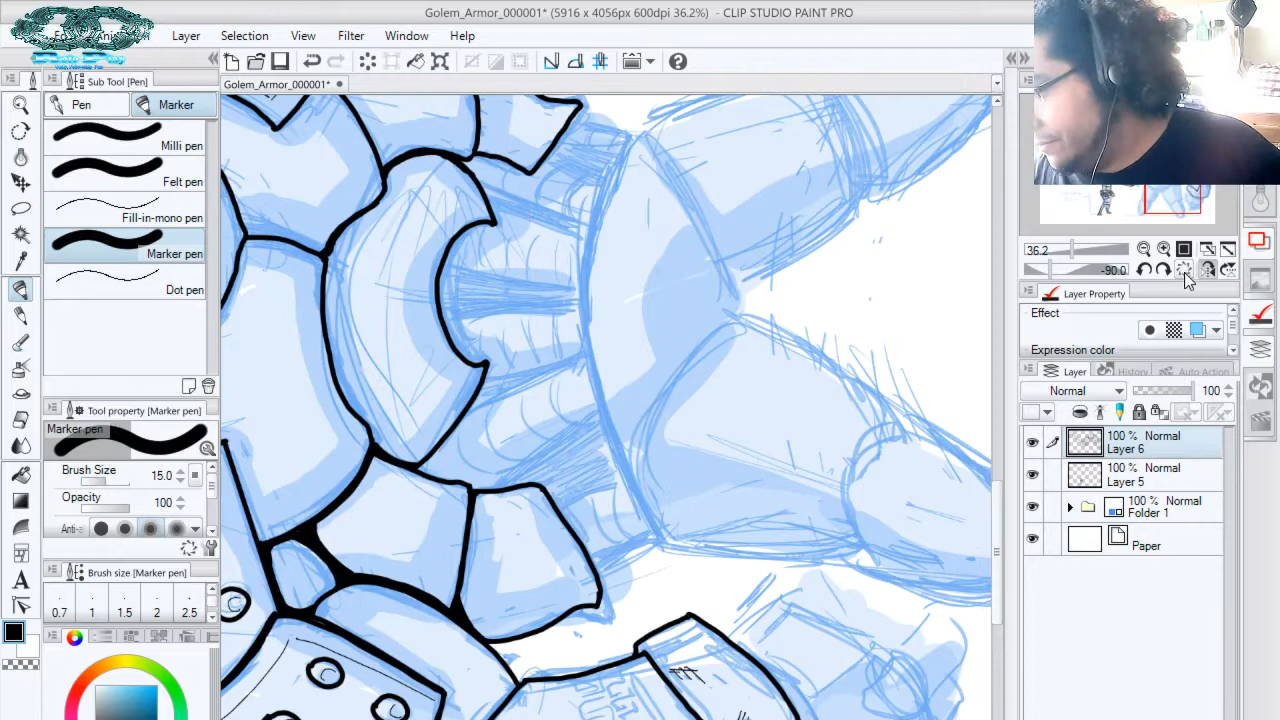 Golem_Armor_000001* (5916 x 4056px 600dpi 36.2%) - CLIP STUDIO PAINT PRO
Layer Selection View Filter Window Help
Sub Tool [Pen]
Golem_Armor_000001*
Pen Marker
Milli pen
Felt pen
Fill-in-mono pen
Marker pen
Dot pen
Tool property [Marker pen]
Marker pen
Brush Size 15.0
Opacity 100
Anti-
Brush size [Marker pen]
0.7 1 1.5 2 2.5
36.2
-90.0
Layer Property
Effect
Expression color
Layer History Auto Action
Normal 100
100 % Normal
Layer 6
100 % Normal
Layer 5
100 % Normal
Folder 1
Paper